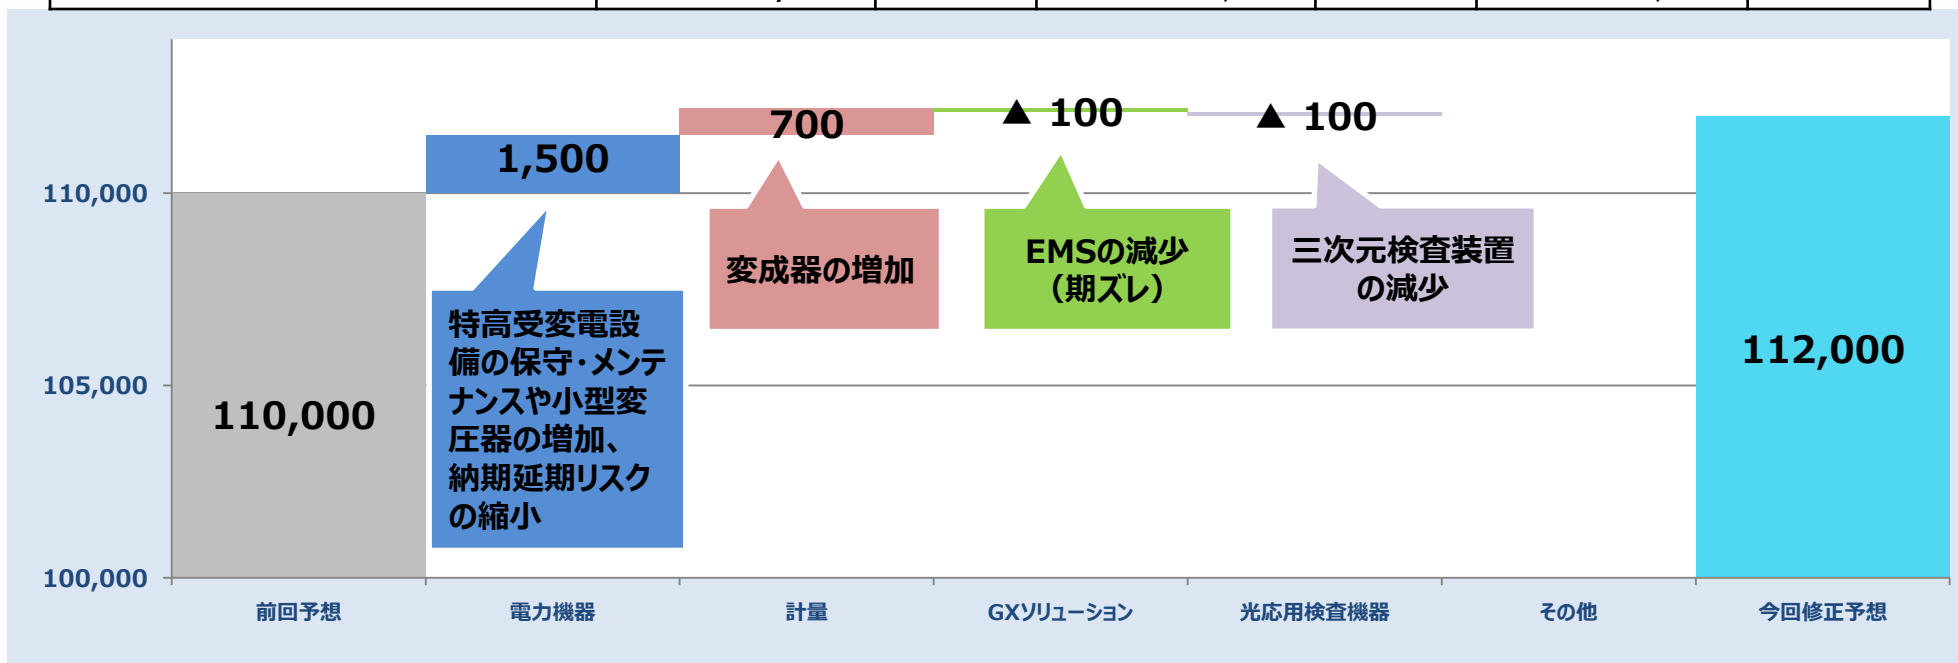 1,500
700
▲ 100
▲ 100
110,000
変成器の増加
EMSの減少
（期ズレ）
三次元検査装置
の減少
特高受変電設
備の保守・メンテ
ナンスや小型変
圧器の増加、
納期延期リスク
の縮小
105,000
110,000
112,000
100,000
前回予想
電力機器
計量
GXソリューション
光応用検査機器
その他
今回修正予想